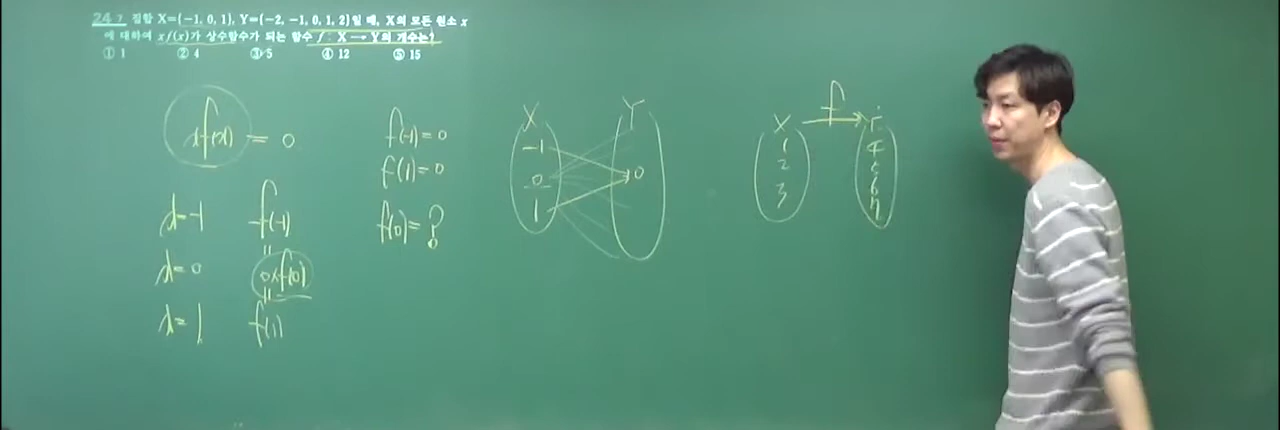 24 7 집합 X={-1, 0, 1}, Y={-2, -1, 0, 1, 2}일 때, X의 모든 원소 x
에 대하여 xf(x)가 상수함수가 되는 함수 f : X → Y의 개수는?
① 1 ② 4 ③ 5 ④ 12 ⑤ 15
xf(x) = 0
x=-1 f(-1)
=
x=0 0×f(0)
=
x=1 f(1)
f(-1)=0
f(1)=0
f(0)=?
X Y
-1
0 0
1
f
X → Y
1 4
2 5
3 6
7